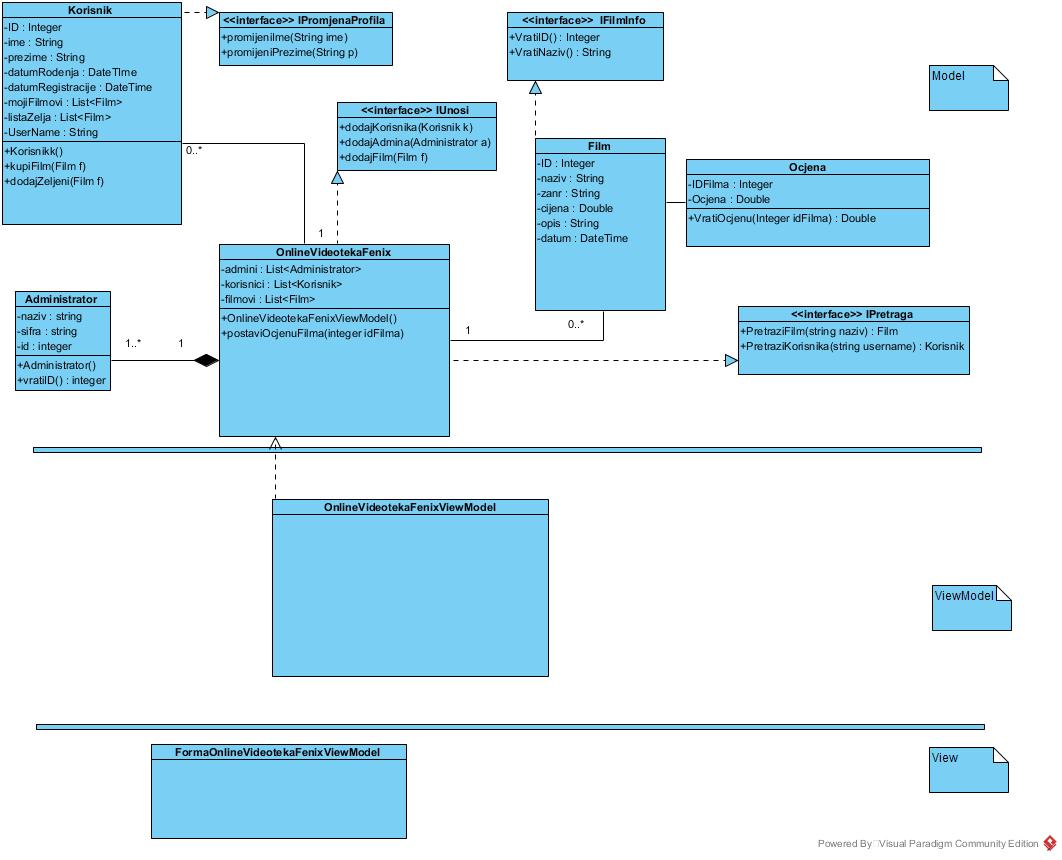 Korisnik
-ID : Integer
-ime : String
-prezime : String
-datumRodenja : DateTIme
-datumRegistracije : DateTime
-mojiFilmovi : List<Film>
-listaZelja : List<Film>
-UserName : String
+Korisnikk()
+kupiFilm(Film f)
+dodajZeljeni(Film f)
<<interface>> IPromjenaProfila
+promijeniIme(String ime)
+promijeniPrezime(String p)
<<interface>> IFilmInfo
+VratiID() : Integer
+VratiNaziv() : String
Model
<<interface>> IUnosi
+dodajKorisnika(Korisnik k)
+dodajAdmina(Administrator a)
+dodajFilm(Film f)
Film
-ID : Integer
-naziv : String
-zanr : String
-cijena : Double
-opis : String
-datum : DateTime
Ocjena
-IDFilma : Integer
-Ocjena : Double
+VratiOcjenu(Integer idFilma) : Double
0..*
1
OnlineVideotekaFenix
-admini : List<Administrator>
-korisnici : List<Korisnik>
-filmovi : List<Film>
+OnlineVideotekaFenixViewModel()
+postaviOcjenuFilma(integer idFilma)
Administrator
-naziv : string
-sifra : string
-id : integer
+Administrator()
+vratiID() : integer
1..*
1
1
0..*
<<interface>> IPretraga
+PretraziFilm(string naziv) : Film
+PretraziKorisnika(string username) : Korisnik
OnlineVideotekaFenixViewModel
ViewModel
FormaOnlineVideotekaFenixViewModel
View
Powered By Visual Paradigm Community Edition